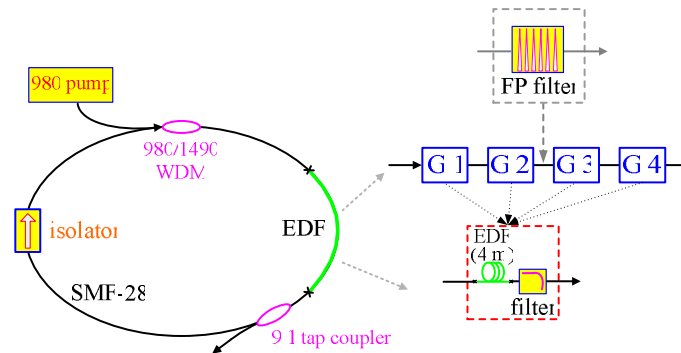 980 pump
FP filter
980/1490
WDM
G 1
G 2
G 3
G 4
isolator
EDF
EDF
(4 m)
SMF-28
filter
9:1 tap coupler